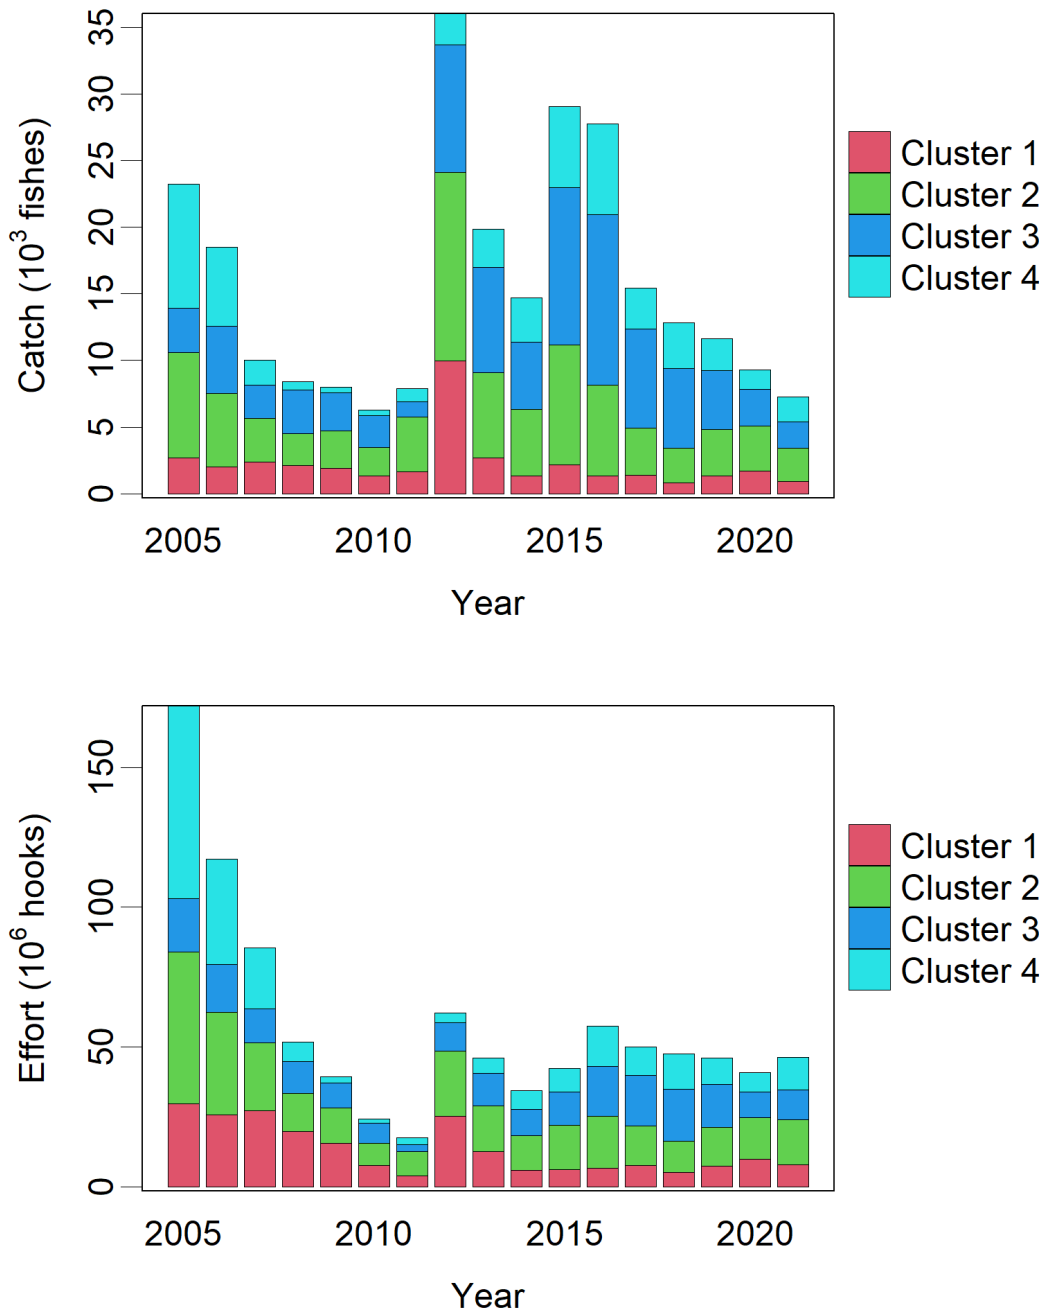 Catch (10³ fishes)
35
30
25
20
15
10
5
0
2005 2010 2015 2020
Year
Cluster 1
Cluster 2
Cluster 3
Cluster 4
Effort (10⁶ hooks)
150
100
50
0
2005 2010 2015 2020
Year
Cluster 1
Cluster 2
Cluster 3
Cluster 4